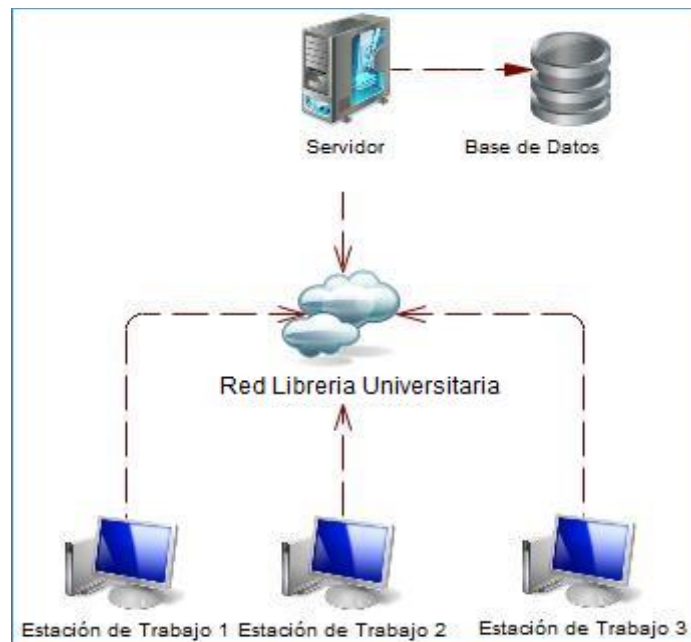 Servidor
Base de Datos
Red Libreria Universitaria
Estación de Trabajo 1
Estación de Trabajo 2
Estación de Trabajo 3